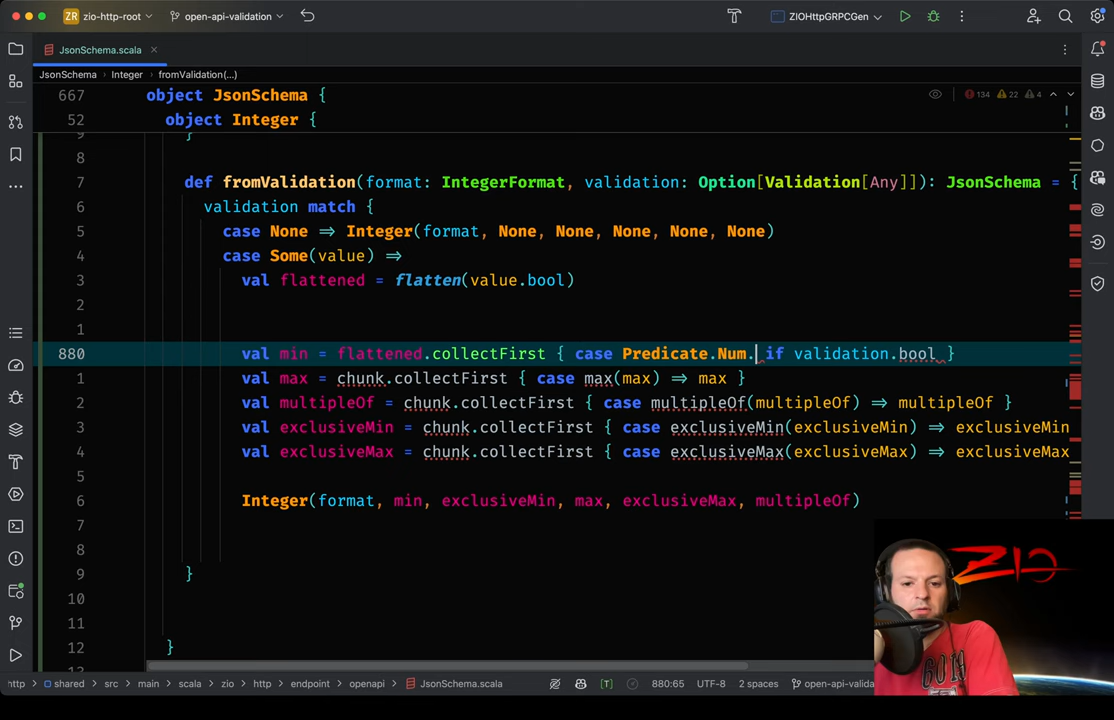 ZR zio-http-root open-api-validation ZIOHttpGRPCGen
JsonSchema.scala
JsonSchema Integer fromValidation(...)
134 22 4
667 object JsonSchema {
52 object Integer {
9 }
8
7 def fromValidation(format: IntegerFormat, validation: Option[Validation[Any]]): JsonSchema = {
6 validation match {
5 case None => Integer(format, None, None, None, None, None)
4 case Some(value) =>
3 val flattened = flatten(value.bool)
2
1
880 val min = flattened.collectFirst { case Predicate.Num. if validation.bool }
1 val max = chunk.collectFirst { case max(max) => max }
2 val multipleOf = chunk.collectFirst { case multipleOf(multipleOf) => multipleOf }
3 val exclusiveMin = chunk.collectFirst { case exclusiveMin(exclusiveMin) => exclusiveMin
4 val exclusiveMax = chunk.collectFirst { case exclusiveMax(exclusiveMax) => exclusiveMax
5
6 Integer(format, min, exclusiveMin, max, exclusiveMax, multipleOf)
7
8
9 }
10
11
12 }
ZIO
http shared src main scala zio http endpoint openapi JsonSchema.scala [T] 880:65 UTF-8 2 spaces open-api-valida